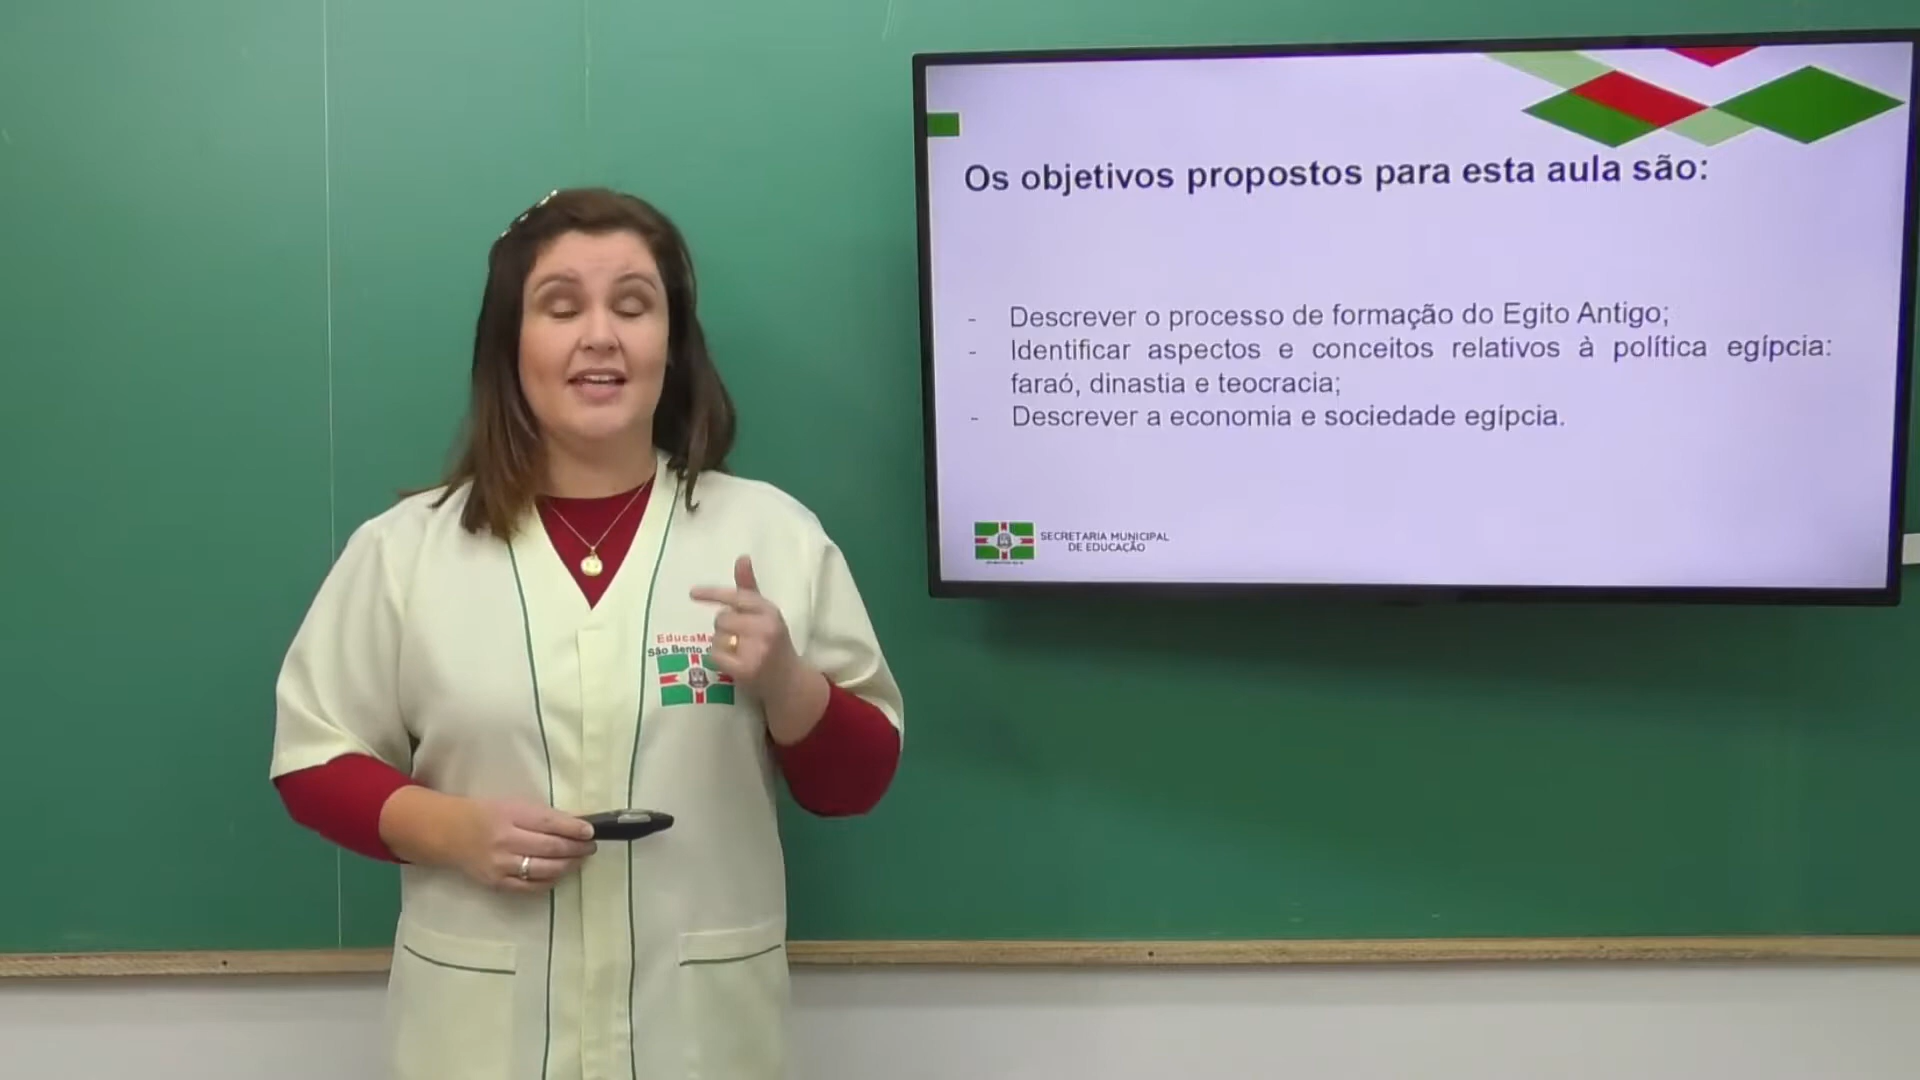 Os objetivos propostos para esta aula são:
- Descrever o processo de formação do Egito Antigo;
- Identificar aspectos e conceitos relativos à política egípcia:
faraó, dinastia e teocracia;
- Descrever a economia e sociedade egípcia.
SECRETARIA MUNICIPAL
DE EDUCAÇÃO
São Bento